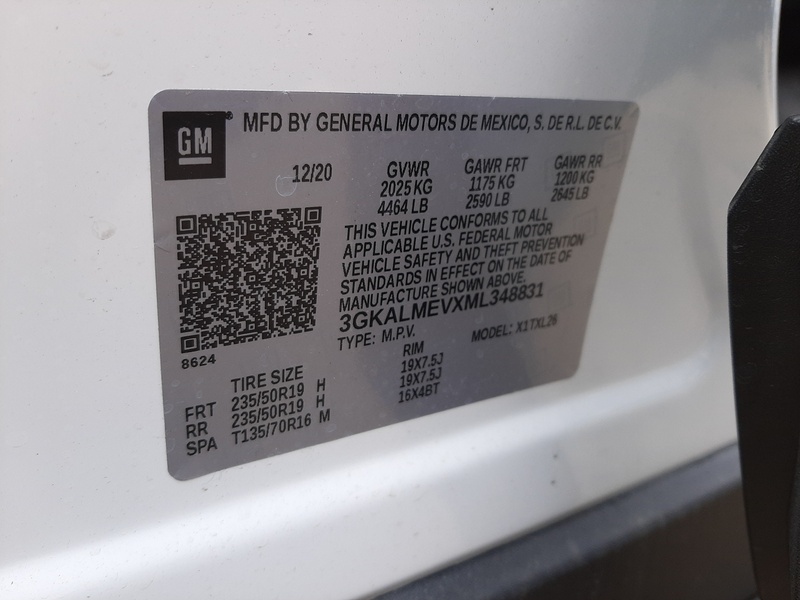 GM
MFD BY GENERAL MOTORS DE MEXICO, S. DE R.L. DE C.V.
12/20 GVWR GAWR FRT GAWR RR
2025 KG 1175 KG 1200 KG
4464 LB 2590 LB 2645 LB
THIS VEHICLE CONFORMS TO ALL
APPLICABLE U.S. FEDERAL MOTOR
VEHICLE SAFETY AND THEFT PREVENTION
STANDARDS IN EFFECT ON THE DATE OF
MANUFACTURE SHOWN ABOVE.
3GKALMEVXML348831
TYPE: M.P.V. MODEL: X1TXL26
8624
TIRE SIZE RIM
FRT 235/50R19 H 19X7.5J
RR 235/50R19 H 19X7.5J
SPA T135/70R16 M 16X4BT